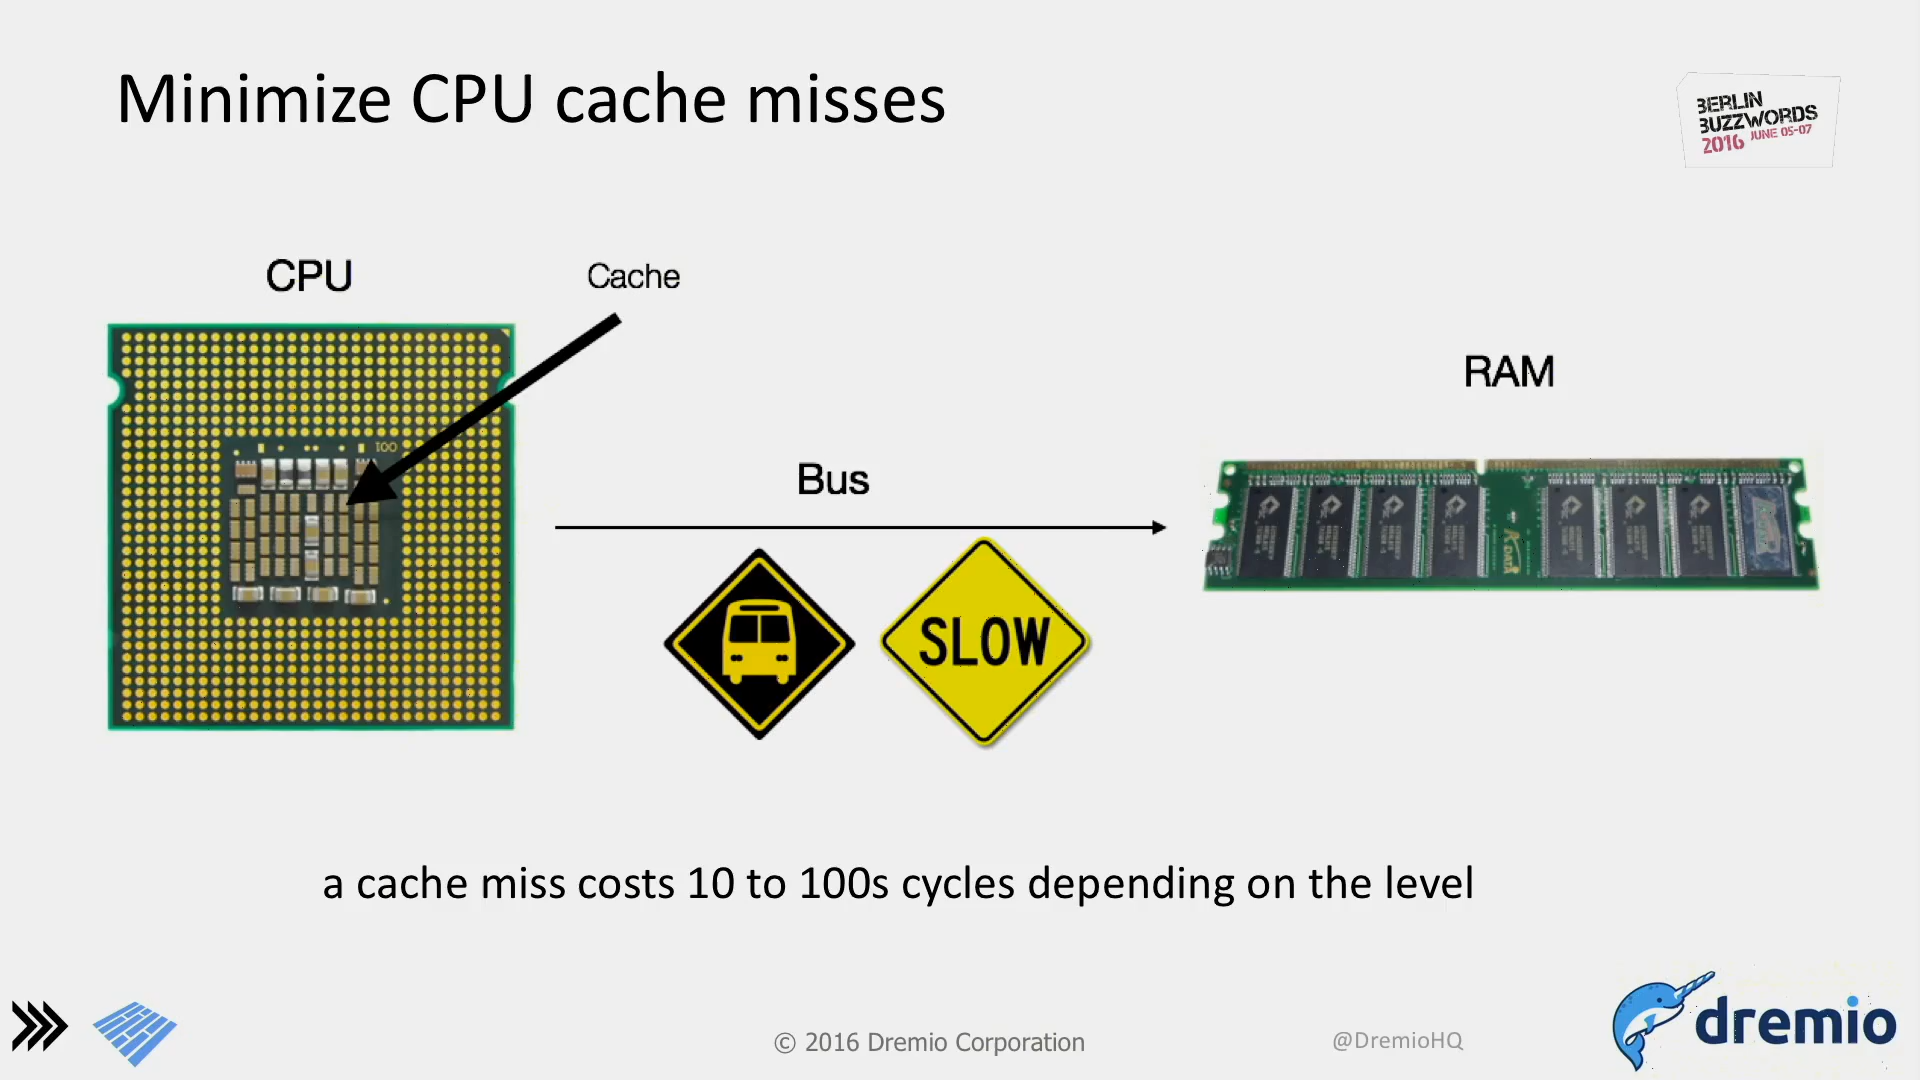 Minimize CPU cache misses
BERLIN
BUZZWORDS
2016 JUNE 05-07
CPU
Cache
RAM
Bus
SLOW
a cache miss costs 10 to 100s cycles depending on the level
© 2016 Dremio Corporation
@DremioHQ
dremio